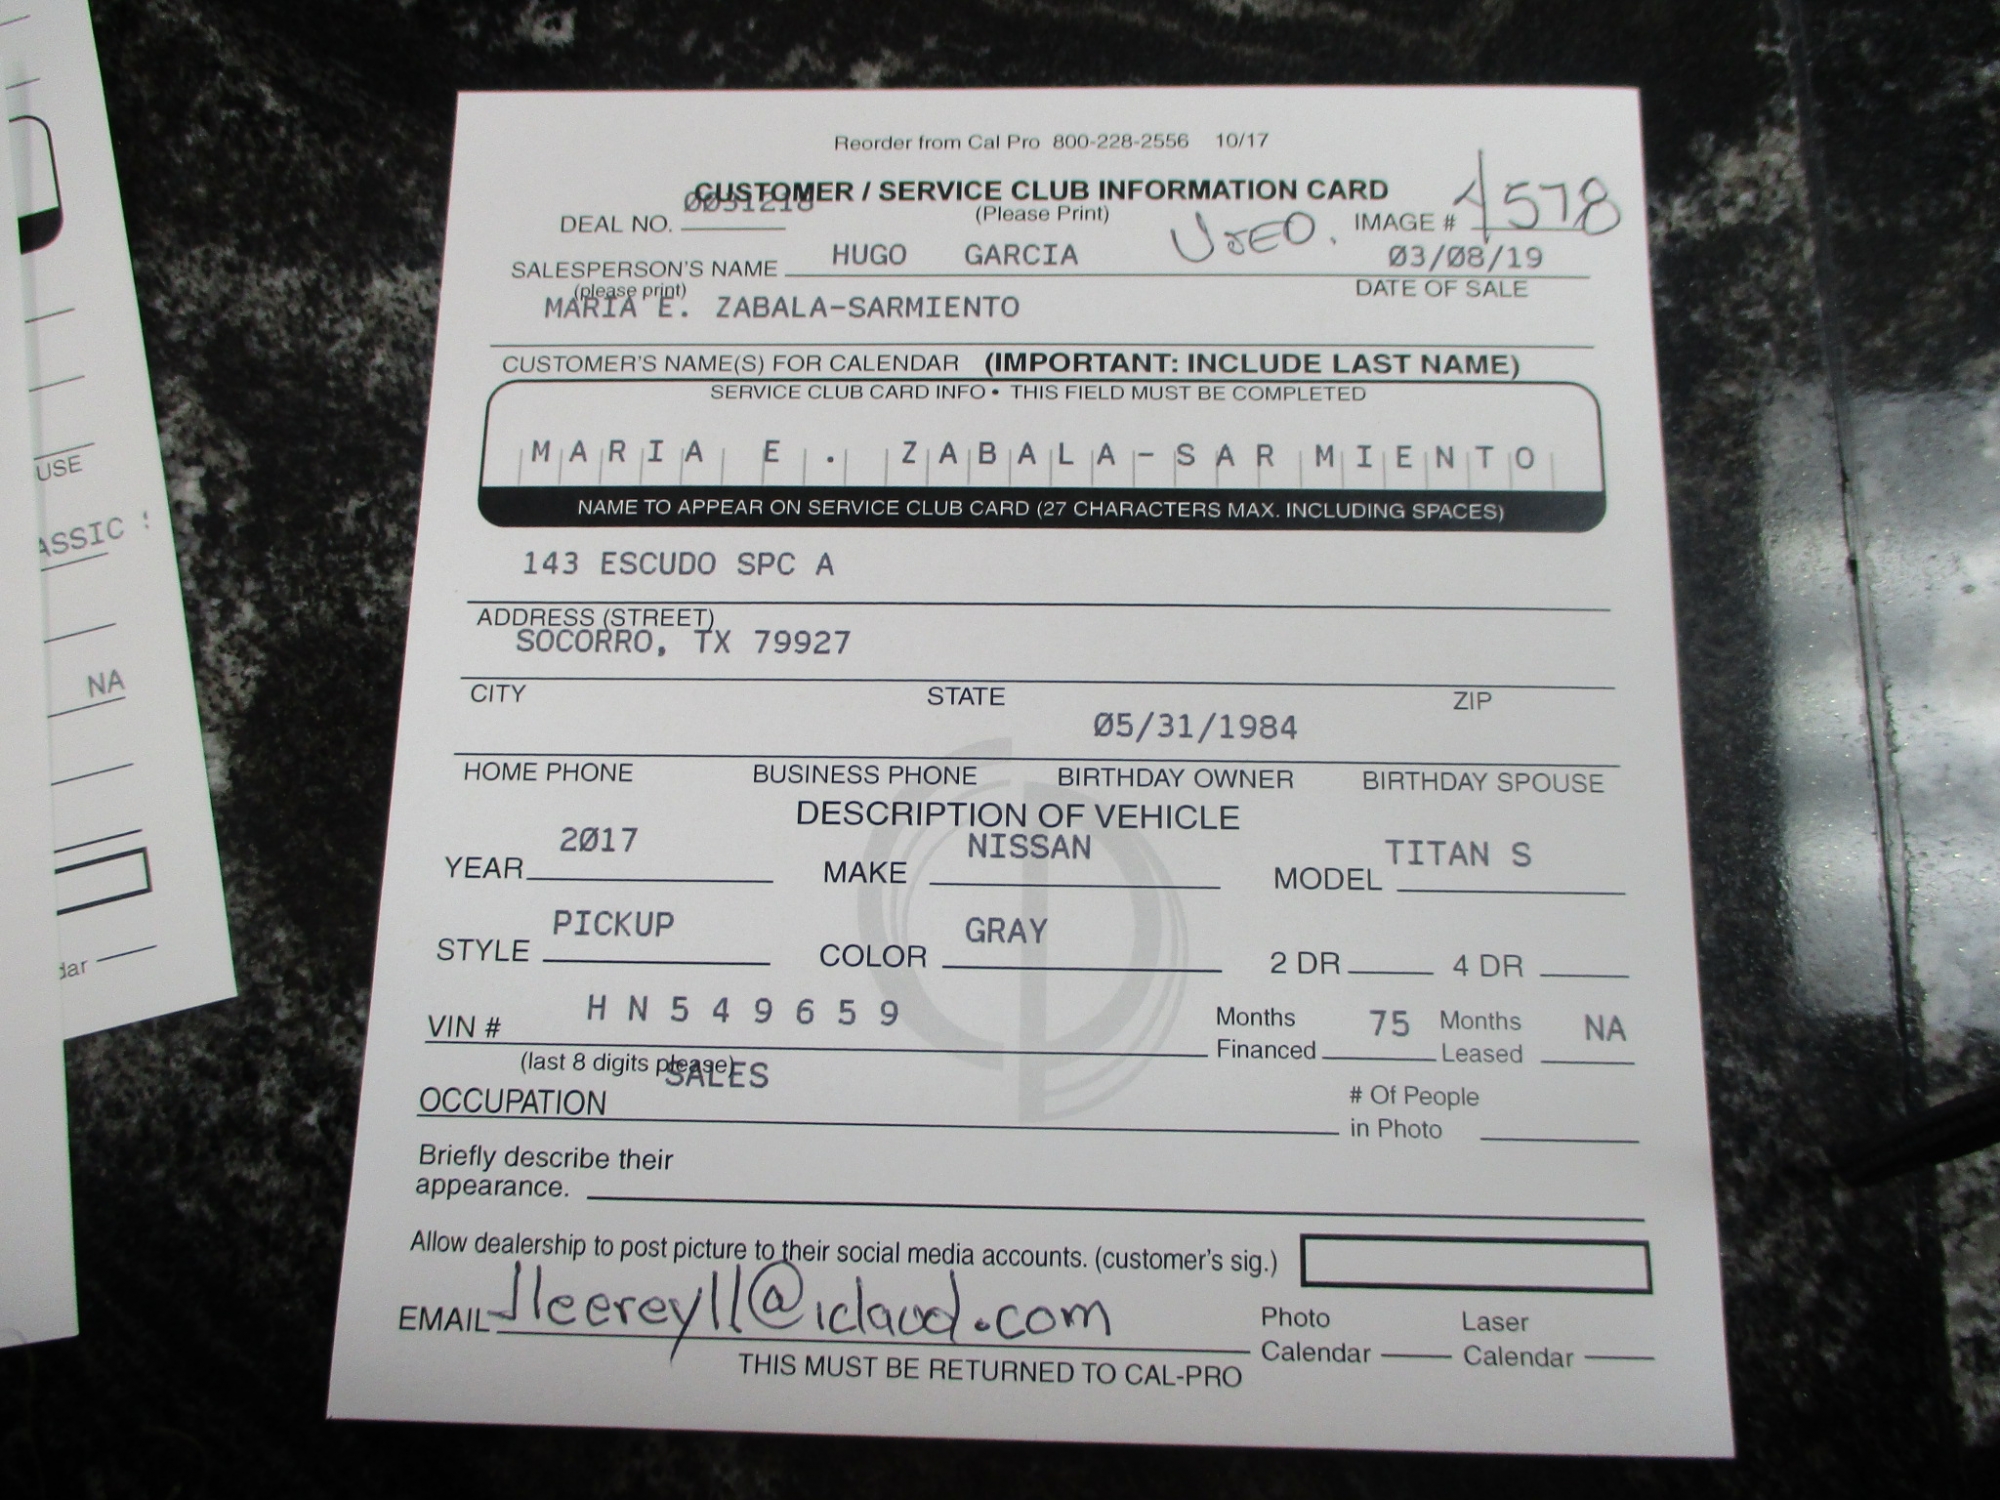 Reorder from Cal Pro 800-228-2556 10/17
CUSTOMER / SERVICE CLUB INFORMATION CARD
(Please Print)
DEAL NO. 0051218
USED. IMAGE # 4578
SALESPERSON'S NAME HUGO GARCIA 03/08/19
(please print) DATE OF SALE
MARIA E. ZABALA-SARMIENTO
CUSTOMER'S NAME(S) FOR CALENDAR (IMPORTANT: INCLUDE LAST NAME)
SERVICE CLUB CARD INFO • THIS FIELD MUST BE COMPLETED
MARIA E. ZABALA-SARMIENTO
NAME TO APPEAR ON SERVICE CLUB CARD (27 CHARACTERS MAX. INCLUDING SPACES)
143 ESCUDO SPC A
ADDRESS (STREET)
SOCORRO, TX 79927
CITY STATE ZIP
05/31/1984
HOME PHONE BUSINESS PHONE BIRTHDAY OWNER BIRTHDAY SPOUSE
DESCRIPTION OF VEHICLE
YEAR 2017 MAKE NISSAN MODEL TITAN S
STYLE PICKUP COLOR GRAY 2 DR 4 DR
VIN # HN549659 Months Financed 75 Months Leased NA
(last 8 digits please)
OCCUPATION SALES # Of People in Photo
Briefly describe their
appearance.
Allow dealership to post picture to their social media accounts. (customer's sig.)
EMAIL Jleereyll@icloud.com Photo Calendar Laser Calendar
THIS MUST BE RETURNED TO CAL-PRO
USE
NA